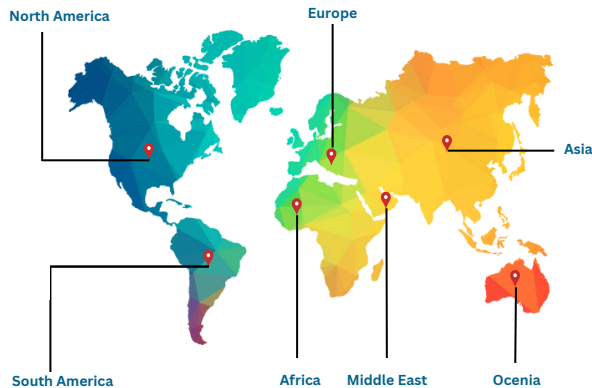 Europe
North America
Asia
South America
Africa
Middle East
Ocenia